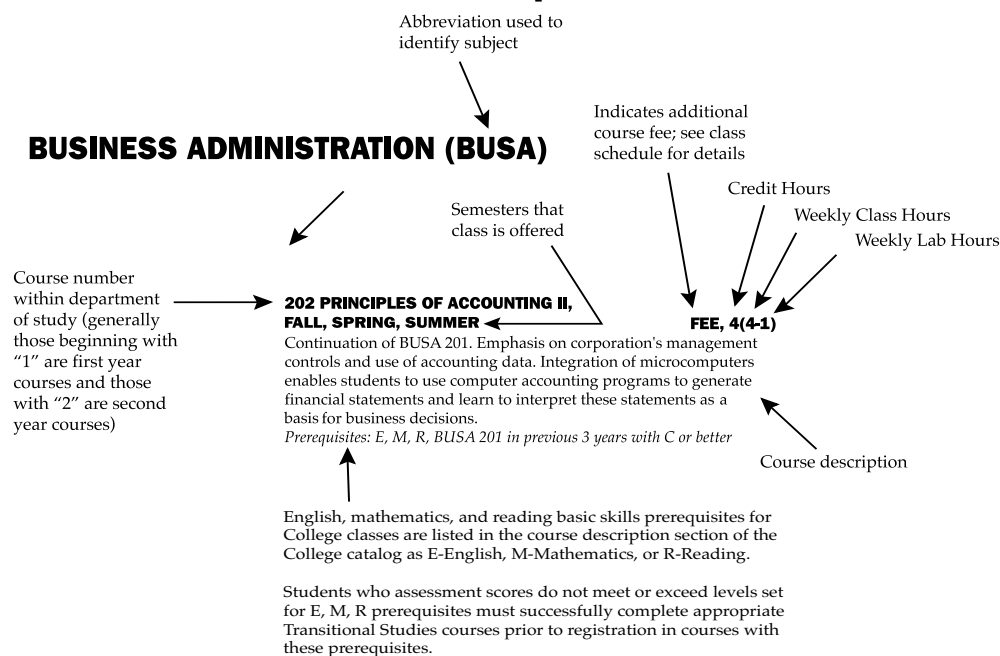 Abbreviation used to
identify subject
BUSINESS ADMINISTRATION (BUSA)
Indicates additional
course fee; see class
schedule for details
Credit Hours
Weekly Class Hours
Weekly Lab Hours
Semesters that
class is offered
Course number
within department
of study (generally
those beginning with
“1” are first year
courses and those
with “2” are second
year courses)
202 PRINCIPLES OF ACCOUNTING II,
FALL, SPRING, SUMMER
FEE, 4(4-1)
Continuation of BUSA 201. Emphasis on corporation's management
controls and use of accounting data. Integration of microcomputers
enables students to use computer accounting programs to generate
financial statements and learn to interpret these statements as a
basis for business decisions.
Prerequisites: E, M, R, BUSA 201 in previous 3 years with C or better
Course description
English, mathematics, and reading basic skills prerequisites for
College classes are listed in the course description section of the
College catalog as E-English, M-Mathematics, or R-Reading.
Students who assessment scores do not meet or exceed levels set
for E, M, R prerequisites must successfully complete appropriate
Transitional Studies courses prior to registration in courses with
these prerequisites.